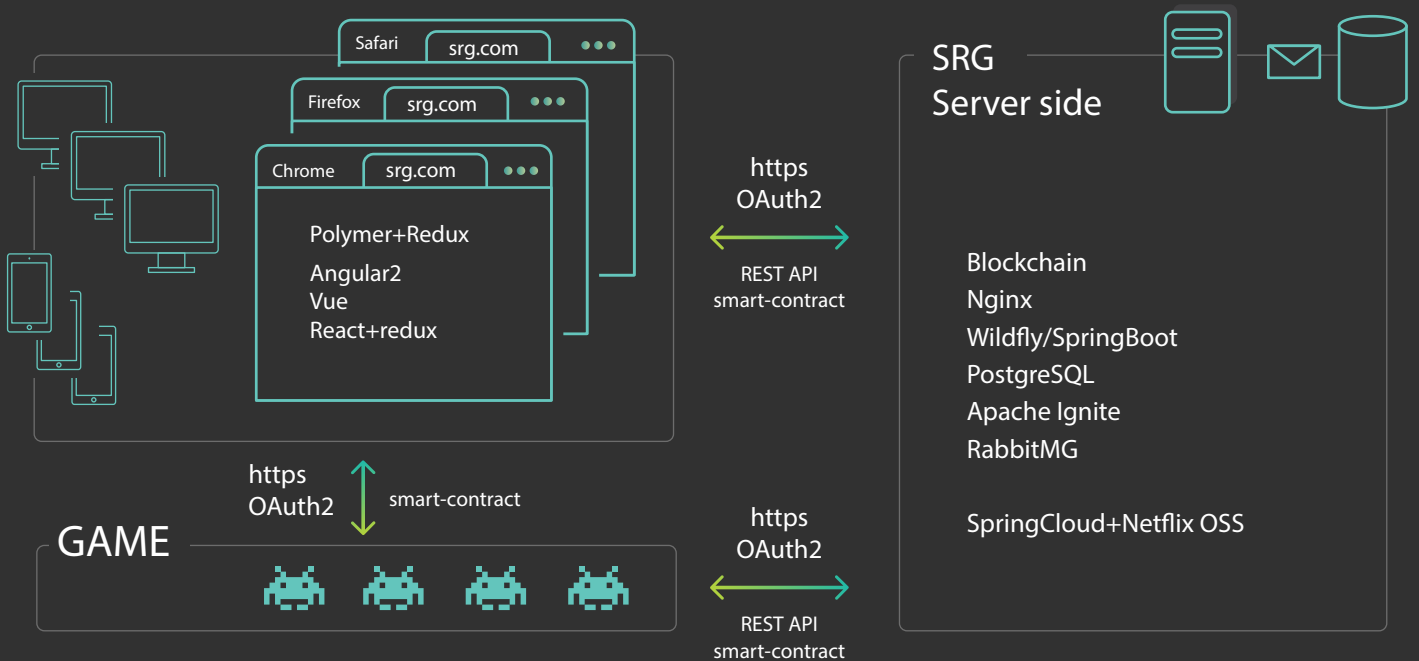 Safari
srg.com
Firefox
srg.com
Chrome
srg.com
Polymer+Redux
Angular2
Vue
React+redux
https
OAuth2
REST API
smart-contract
SRG
Server side
Blockchain
Nginx
Wildfly/SpringBoot
PostgreSQL
Apache Ignite
RabbitMG
SpringCloud+Netflix OSS
https
OAuth2
smart-contract
GAME
https
OAuth2
REST API
smart-contract